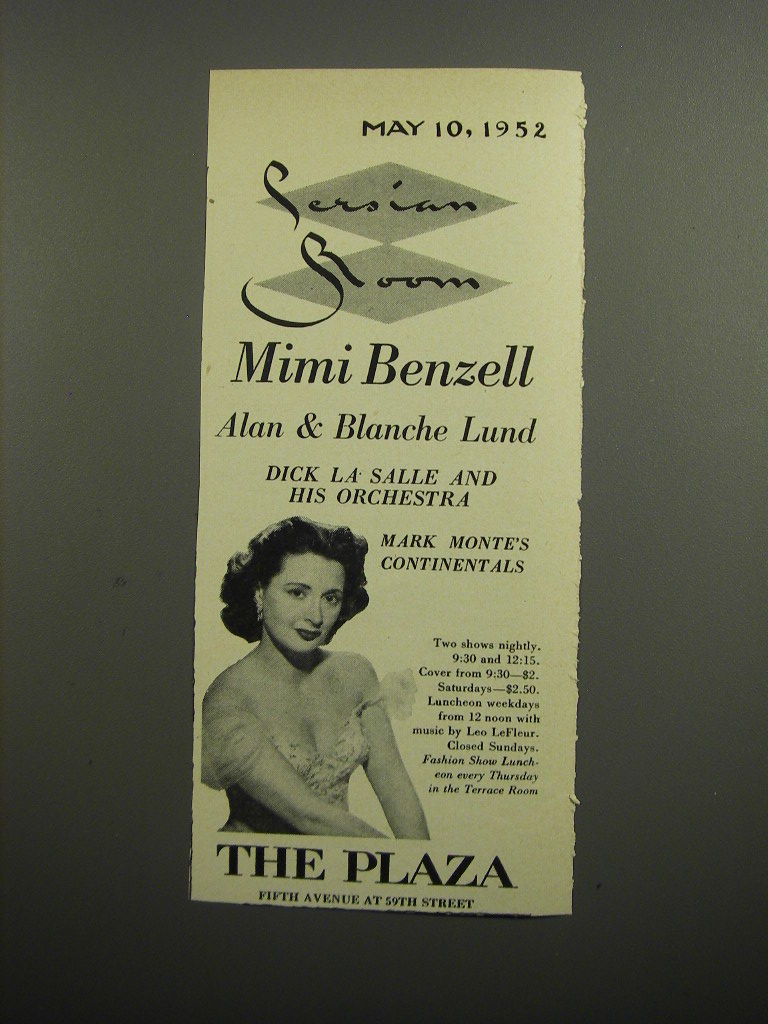 MAY 10, 1952
Persian
Room
Mimi Benzell
Alan & Blanche Lund
DICK LA SALLE AND
HIS ORCHESTRA
MARK MONTE'S
CONTINENTALS
Two shows nightly.
9:30 and 12:15.
Cover from 9:30—$2.
Saturdays—$2.50.
Luncheon weekdays
from 12 noon with
music by Leo LeFleur.
Closed Sundays.
Fashion Show Lunch-
eon every Thursday
in the Terrace Room
THE PLAZA
FIFTH AVENUE AT 59TH STREET